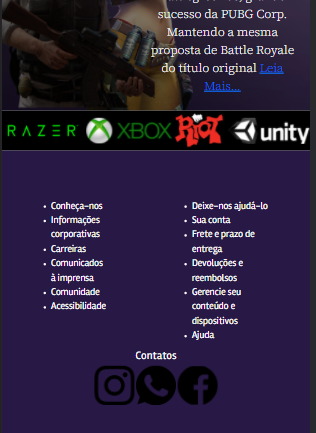 sucesso da PUBG Corp.
Mantendo a mesma
proposta de Battle Royale
do título original Leia
Mais...
RAZER XBOX RIOT unity
Conheça-nos
Informações
corporativas
Carreiras
Comunicados
à imprensa
Comunidade
Acessibilidade
Deixe-nos ajudá-lo
Sua conta
Frete e prazo de
entrega
Devoluções e
reembolsos
Gerencie seu
conteúdo e
dispositivos
Ajuda
Contatos